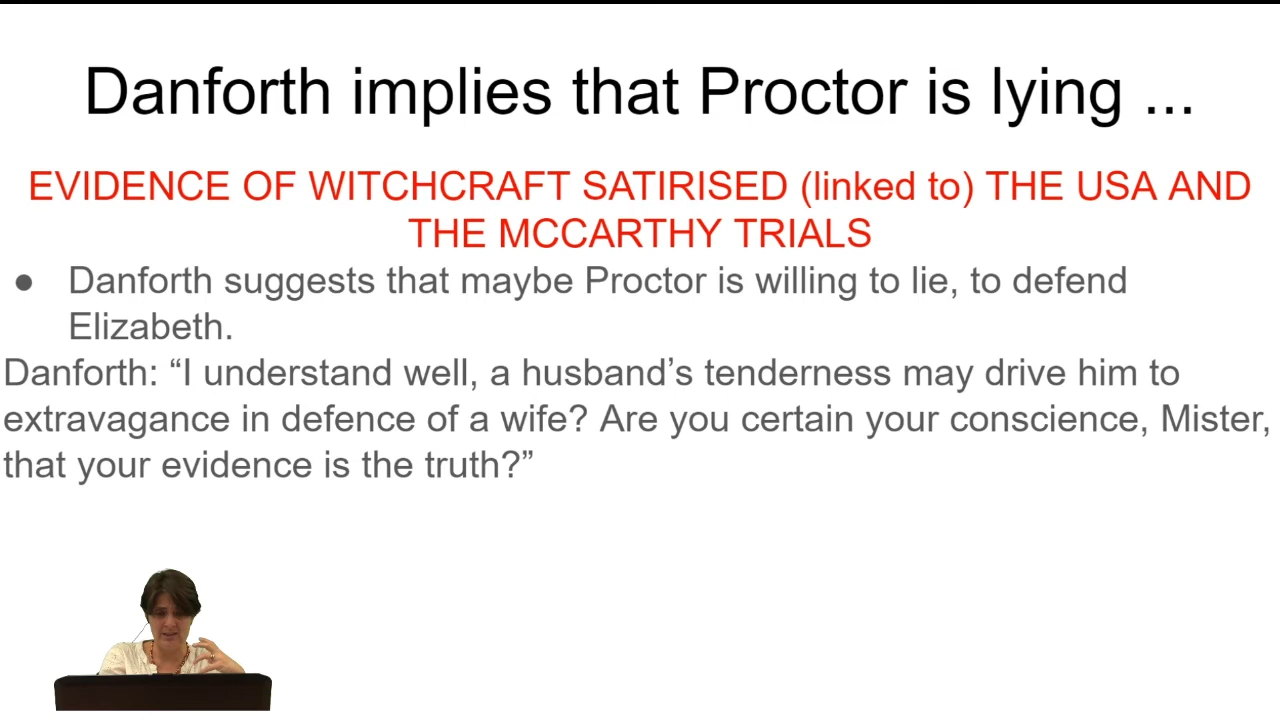 Danforth implies that Proctor is lying ...
EVIDENCE OF WITCHCRAFT SATIRISED (linked to) THE USA AND
THE MCCARTHY TRIALS
● Danforth suggests that maybe Proctor is willing to lie, to defend
Elizabeth.
Danforth: “I understand well, a husband’s tenderness may drive him to
extravagance in defence of a wife? Are you certain your conscience, Mister,
that your evidence is the truth?”